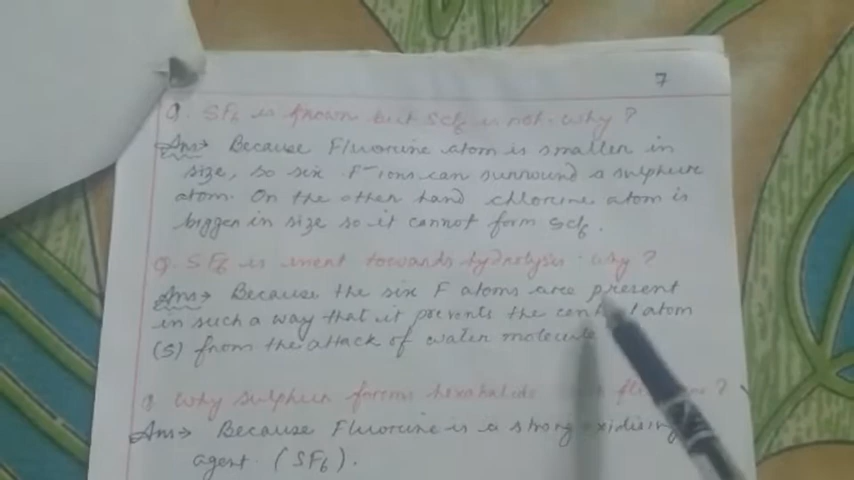 7
Q. SF6 is known but SCl6 is not. why?
Ans→ Because Fluorine atom is smaller in
size, so six F⁻ ions can surround a sulphur
atom. On the other hand chlorine atom is
bigger in size so it cannot form SCl6.
Q. SF6 is inert towards hydrolysis. why?
Ans→ Because the six F atoms are present
in such a way that it prevents the atom
(S) from the attack of water molecule
Q why sulphur forms hexahalide ?
Ans→ Because Fluorine is a strong oxidising
agent. (SF6).